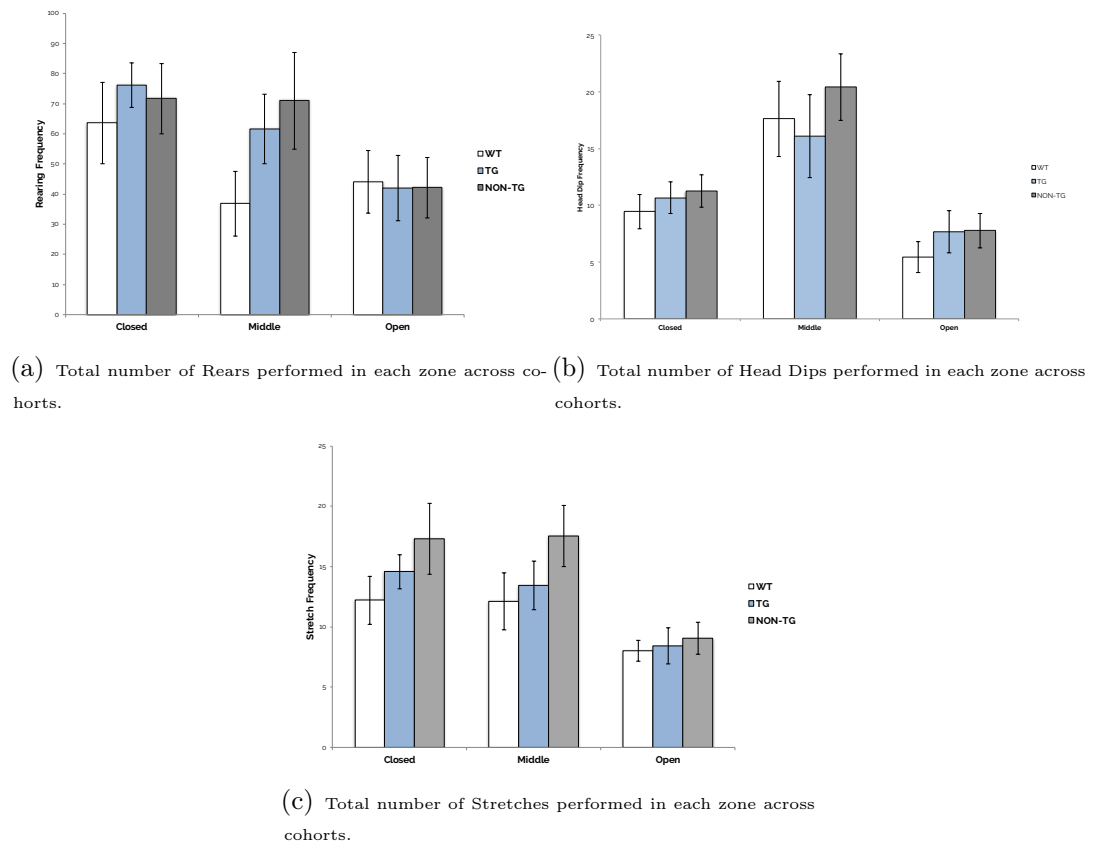 100
90
80
70
60
50
40
30
20
10
0
Rearing Frequency
Closed
Middle
Open
WT
TG
NON-TG
(a) Total number of Rears performed in each zone across co-
horts.
25
20
15
10
5
0
Head Dip Frequency
Closed
Middle
Open
WT
TG
NON-TG
(b) Total number of Head Dips performed in each zone across
cohorts.
25
20
15
10
5
0
Stretch Frequency
Closed
Middle
Open
WT
TG
NON-TG
(c) Total number of Stretches performed in each zone across
cohorts.